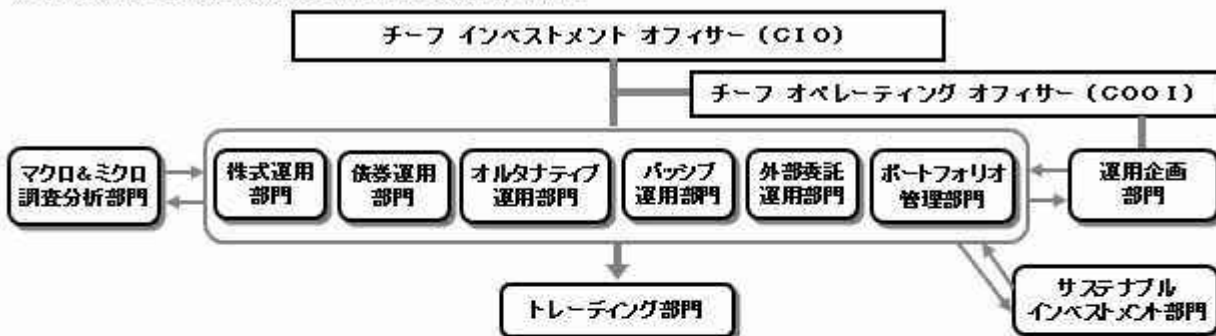 チーフ インベストメント オフィサー（CIO）
チーフ オペレーティング オフィサー（COOI）
マクロ&ミクロ
調査分析部門
株式運用
部門
債券運用
部門
オルタナティブ
運用部門
パッシブ
運用部門
外部委託
運用部門
ポートフォリオ
管理部門
運用企画
部門
トレーディング部門
サステナブル
インベストメント部門